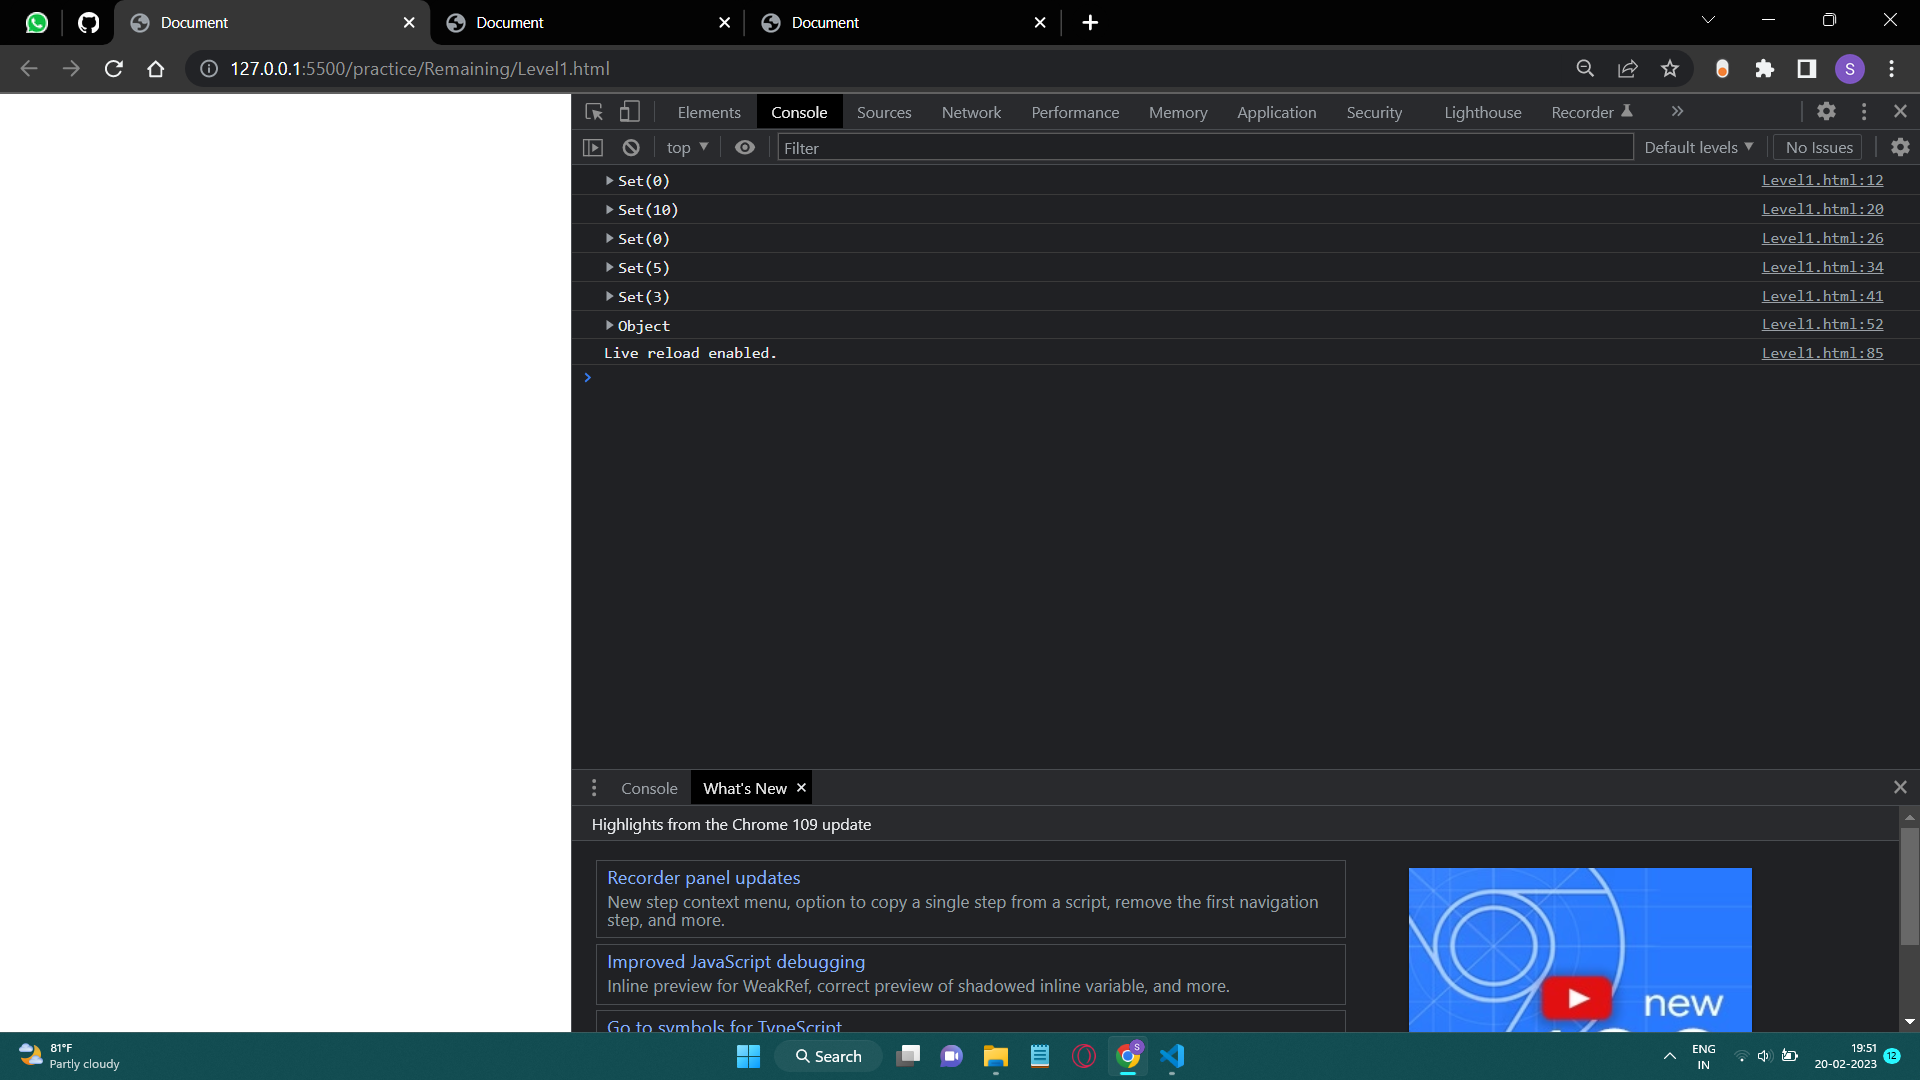 Document
Document
Document
127.0.0.1:5500/practice/Remaining/Level1.html
S
Elements
Console
Sources
Network
Performance
Memory
Application
Security
Lighthouse
Recorder
top
Filter
Default levels
No Issues
Set(0) Level1.html:12
Set(10) Level1.html:20
Set(0) Level1.html:26
Set(5) Level1.html:34
Set(3) Level1.html:41
Object Level1.html:52
Live reload enabled. Level1.html:85
Console
What's New
Highlights from the Chrome 109 update
Recorder panel updates
New step context menu, option to copy a single step from a script, remove the first navigation
step, and more.
Improved JavaScript debugging
Inline preview for WeakRef, correct preview of shadowed inline variable, and more.
Go to symbols for TypeScript
new
81°F
Partly cloudy
Search
S
ENG
IN
19:51
20-02-2023
12